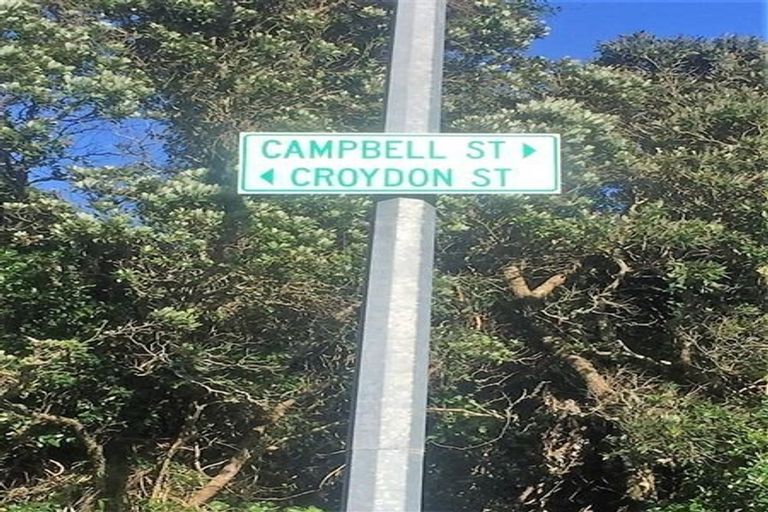 CAMPBELL ST ▶
◀ CROYDON ST